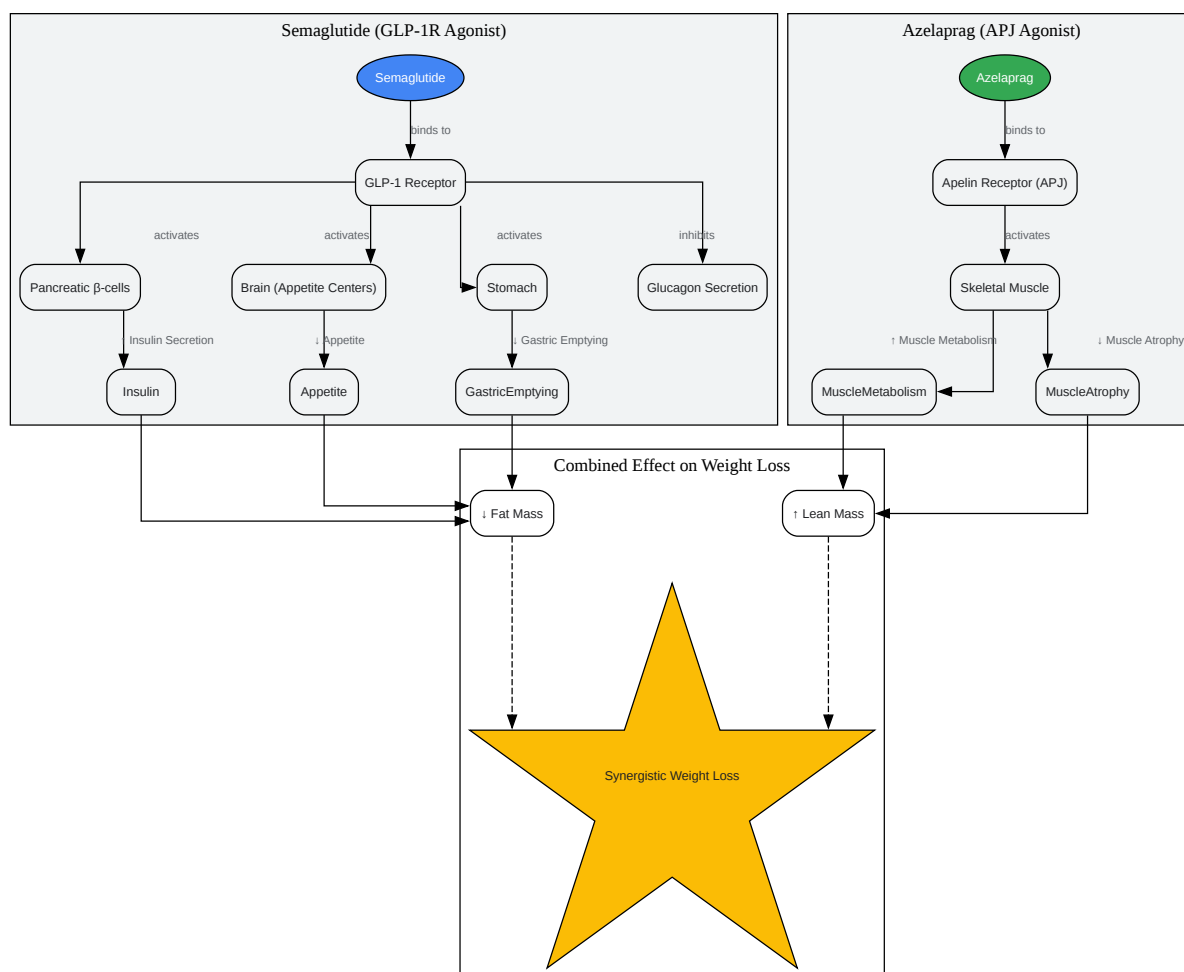 Semaglutide (GLP-1R Agonist)
Azelaprag (APJ Agonist)
Semaglutide
Azelaprag
binds to
binds to
GLP-1 Receptor
Apelin Receptor (APJ)
activates
activates
activates
inhibits
activates
Pancreatic β-cells
Brain (Appetite Centers)
Stomach
Glucagon Secretion
Skeletal Muscle
↑ Insulin Secretion
↓ Appetite
↓ Gastric Emptying
↑ Muscle Metabolism
↓ Muscle Atrophy
Insulin
Appetite
GastricEmptying
MuscleMetabolism
MuscleAtrophy
Combined Effect on Weight Loss
↓ Fat Mass
↑ Lean Mass
Synergistic Weight Loss